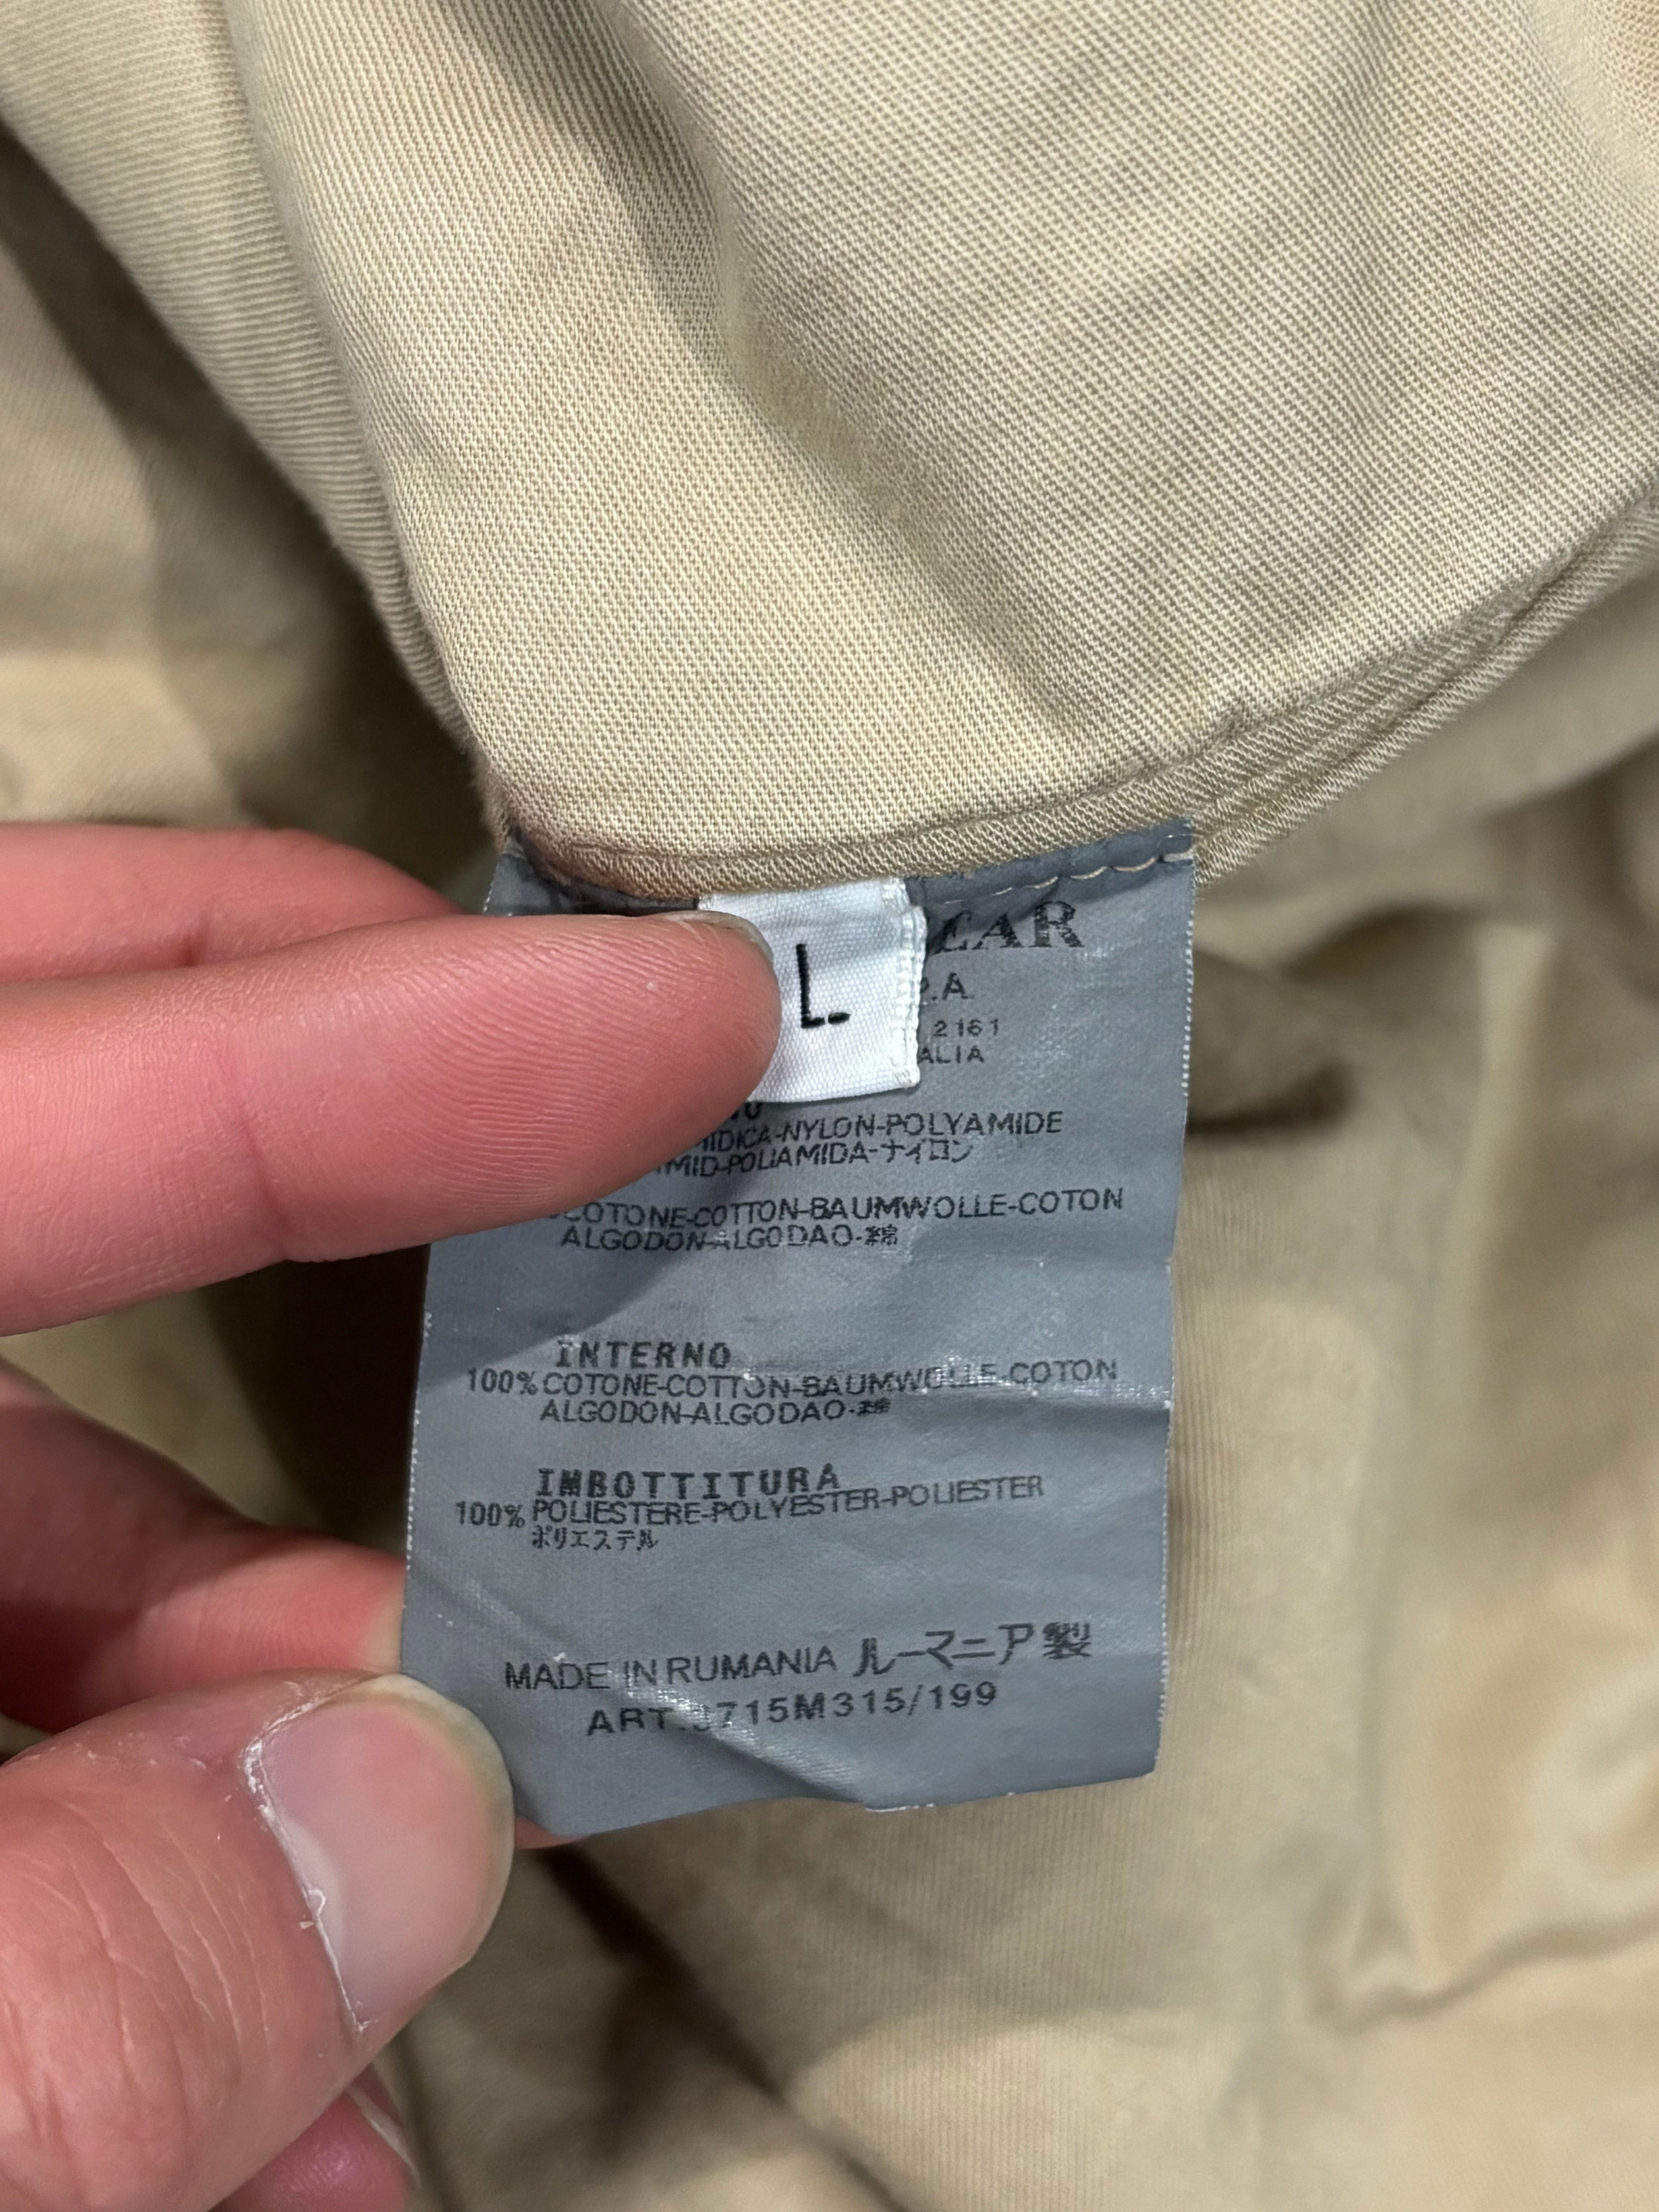 L
EAR
P.A.
2161
ALIA
MIDICA-NYLON-POLYAMIDE
MID-POLIAMIDA-ナイロン
COTONE-COTTON-BAUMWOLLE-COTON
ALGODON-ALGODAO-綿
INTERNO
100% COTONE-COTTON-BAUMWOLLE-COTON
ALGODON-ALGODAO-綿
IMBOTTITURA
100% POLIESTERE-POLYESTER-POLIESTER
ポリエステル
MADE IN RUMANIA ルーマニア製
ART. 715M315/199